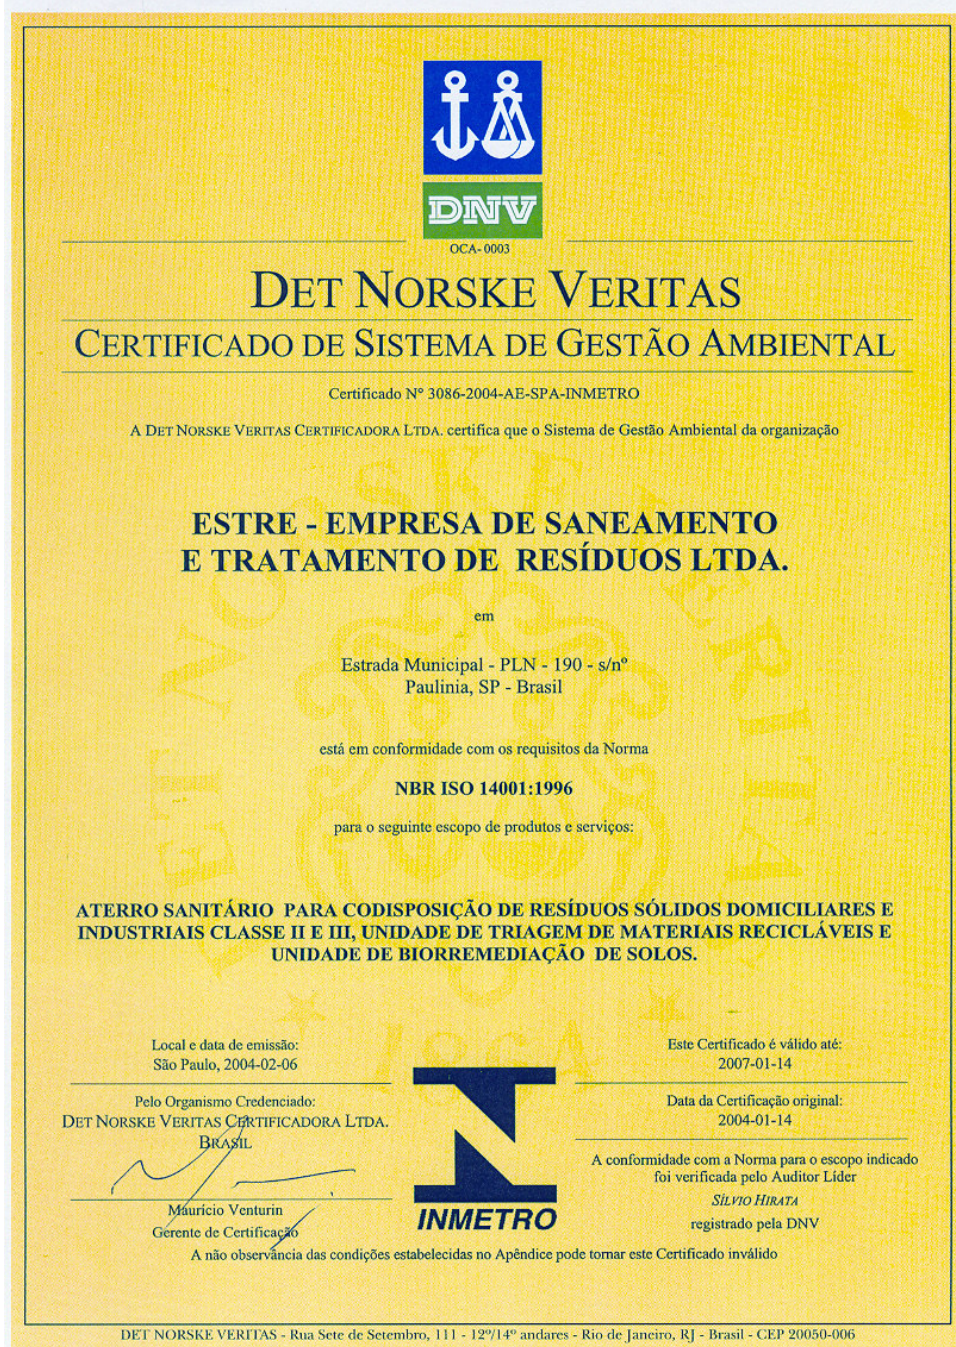 DNV
OCA- 0003
DET NORSKE VERITAS
CERTIFICADO DE SISTEMA DE GESTÃO AMBIENTAL
Certificado Nº 3086-2004-AE-SPA-INMETRO
A DET NORSKE VERITAS CERTIFICADORA LTDA. certifica que o Sistema de Gestão Ambiental da organização
ESTRE - EMPRESA DE SANEAMENTO
E TRATAMENTO DE RESÍDUOS LTDA.
em
Estrada Municipal - PLN - 190 - s/nº
Paulinia, SP - Brasil
está em conformidade com os requisitos da Norma
NBR ISO 14001:1996
para o seguinte escopo de produtos e serviços:
ATERRO SANITÁRIO PARA CODISPOSIÇÃO DE RESÍDUOS SÓLIDOS DOMICILIARES E
INDUSTRIAIS CLASSE II E III, UNIDADE DE TRIAGEM DE MATERIAIS RECICLÁVEIS E
UNIDADE DE BIORREMEDIAÇÃO DE SOLOS.
DET NORSKE VERITAS
1864
Local e data de emissão:
São Paulo, 2004-02-06
Pelo Organismo Credenciado:
DET NORSKE VERITAS CERTIFICADORA LTDA.
BRASIL
Maurício Venturin
Gerente de Certificação
INMETRO
Este Certificado é válido até:
2007-01-14
Data da Certificação original:
2004-01-14
A conformidade com a Norma para o escopo indicado
foi verificada pelo Auditor Líder
SÍLVIO HIRATA
registrado pela DNV
A não observância das condições estabelecidas no Apêndice pode tornar este Certificado inválido
DET NORSKE VERITAS - Rua Sete de Setembro, 111 - 12º/14º andares - Rio de Janeiro, RJ - Brasil - CEP 20050-006